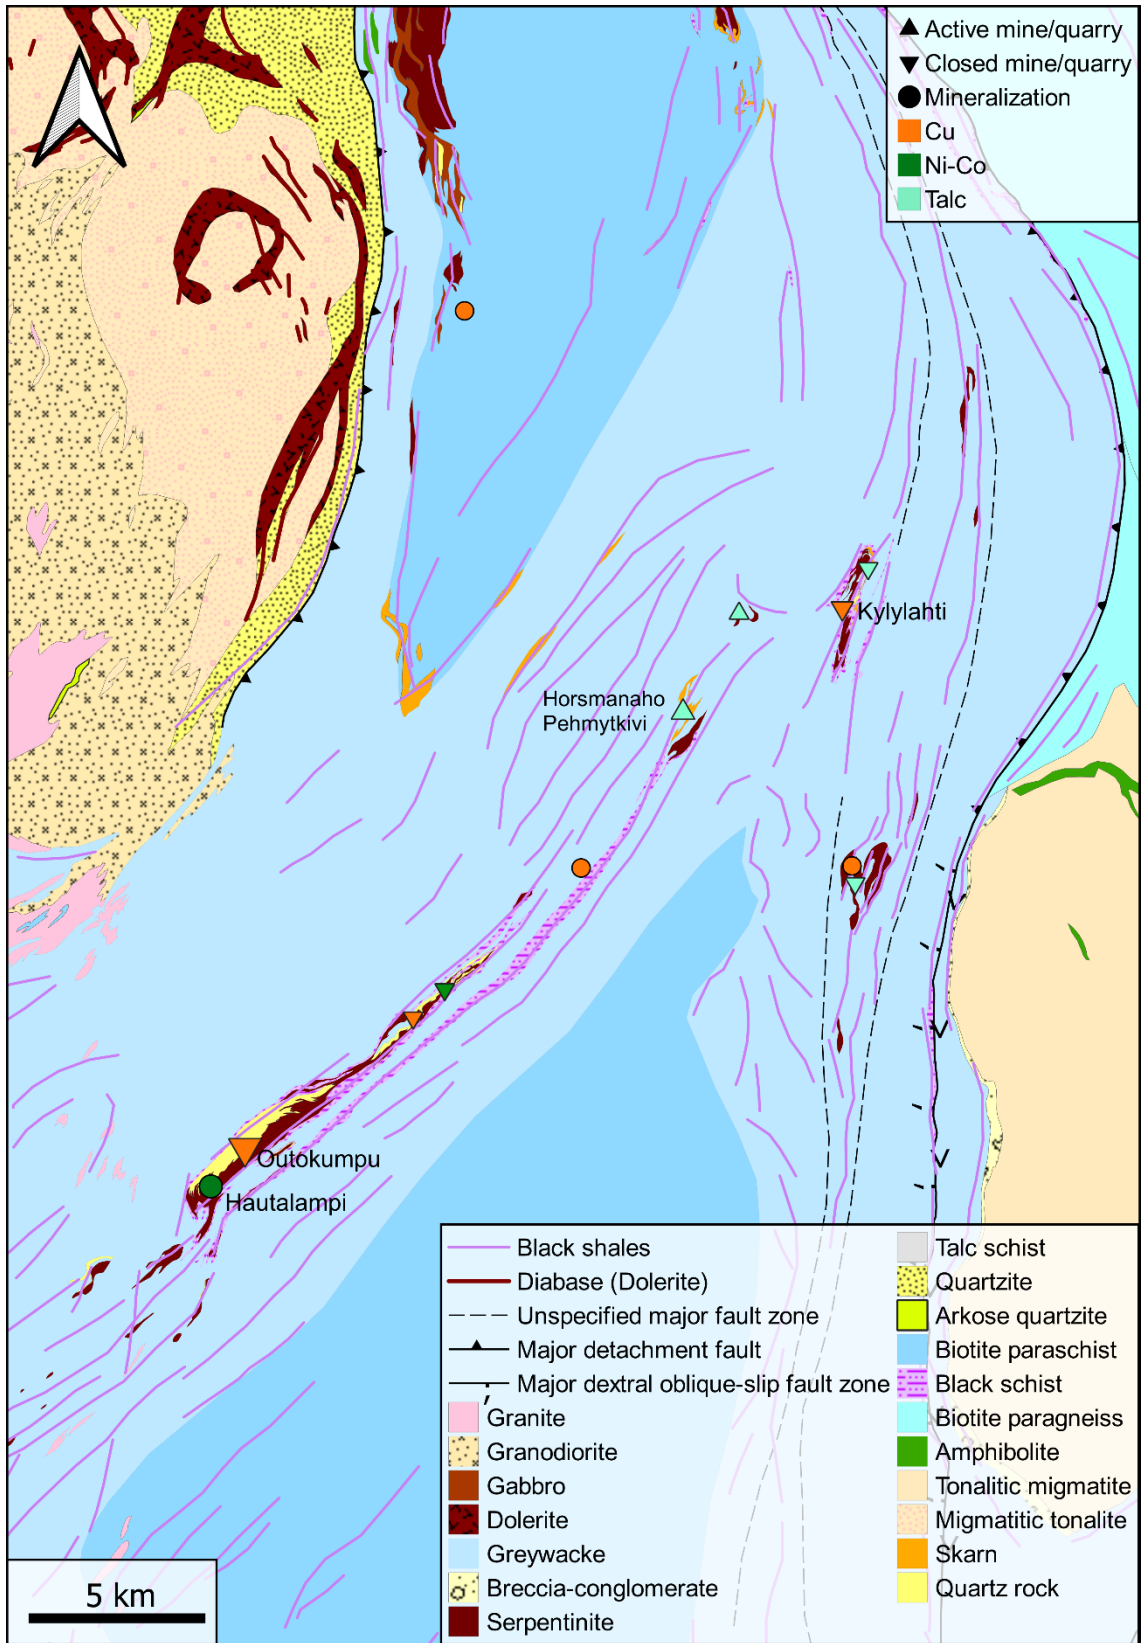 Active mine/quarry
Closed mine/quarry
Mineralization
Cu
Ni-Co
Talc
Kylylahti
Horsmanaho
Pehmytkivi
Outokumpu
Hautalampi
Black shales
Diabase (Dolerite)
Unspecified major fault zone
Major detachment fault
Major dextral oblique-slip fault zone
Granite
Granodiorite
Gabbro
Dolerite
Greywacke
Breccia-conglomerate
Serpentinite
Talc schist
Quartzite
Arkose quartzite
Biotite paraschist
Black schist
Biotite paragneiss
Amphibolite
Tonalitic migmatite
Migmatitic tonalite
Skarn
Quartz rock
5 km